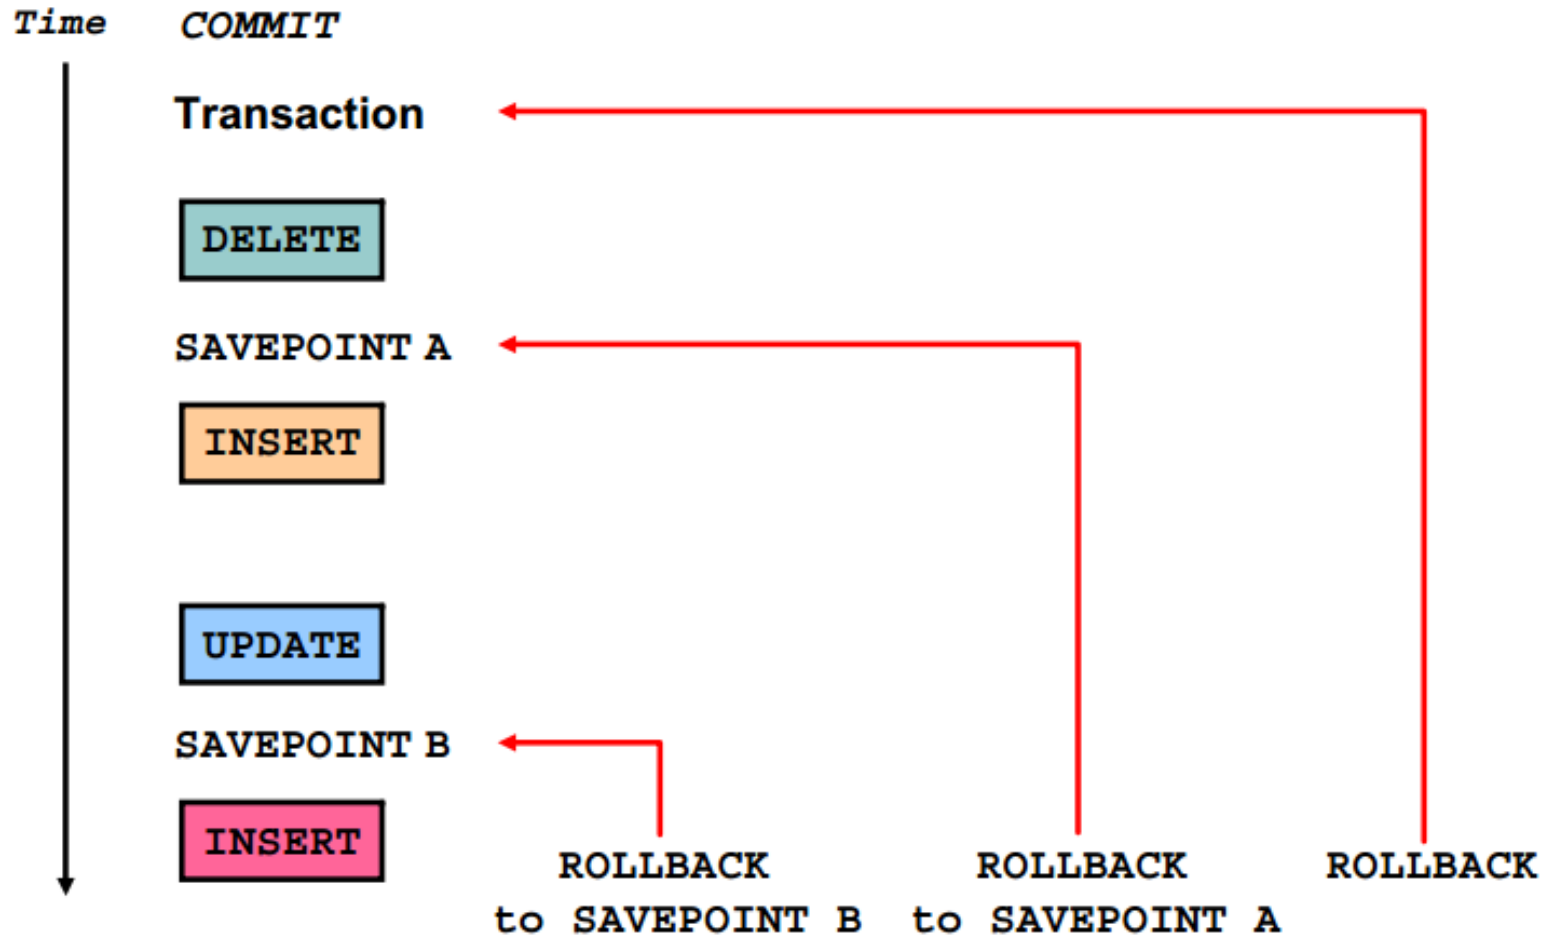 Time COMMIT
Transaction
DELETE
SAVEPOINT A
INSERT
UPDATE
SAVEPOINT B
INSERT
ROLLBACK
to SAVEPOINT B
ROLLBACK
to SAVEPOINT A
ROLLBACK